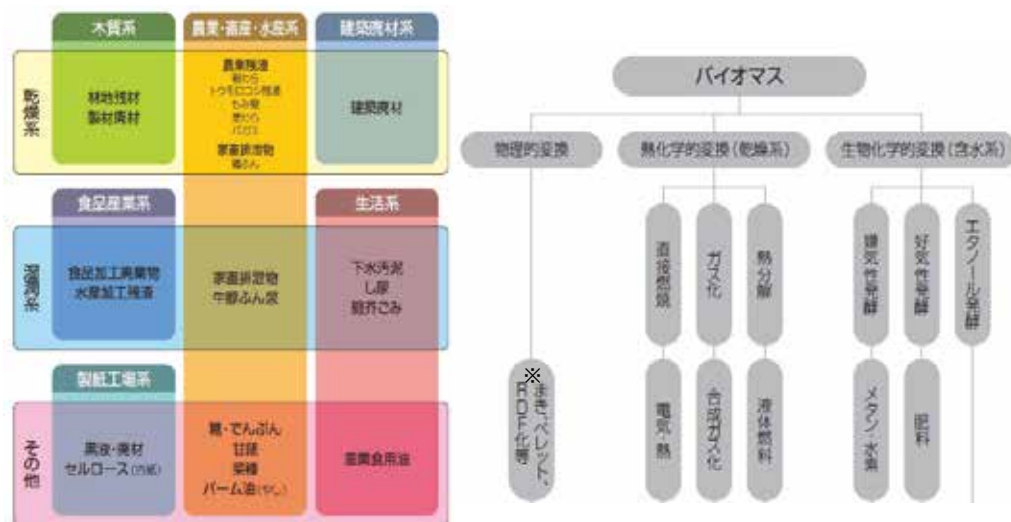 木質系
農業・畜産・水産系
建築廃材系
乾燥系
林地残材
製材廃材
農業残渣
稲わら
トウモロコシ残渣
もみ殻
麦わら
バガス
家畜排泄物
鶏ふん
建築廃材
食品産業系
生活系
湿潤系
食品加工廃棄物
水産加工残渣
家畜排泄物
牛豚ふん尿
下水汚泥
し尿
厨芥ごみ
製紙工場系
その他
黒液・廃材
セルロース(古紙)
糖・でんぷん
甘藷
菜種
パーム油(やし)
産業食用油
バイオマス
物理的変換
熱化学的変換(乾燥系)
生物化学的変換(含水系)
直接燃焼
ガス化
熱分解
嫌気性発酵
好気性発酵
エタノール発酵
※まき、ペレット、
RDF化等
電気・熱
合成ガス化
液体燃料
メタン・水素
肥料